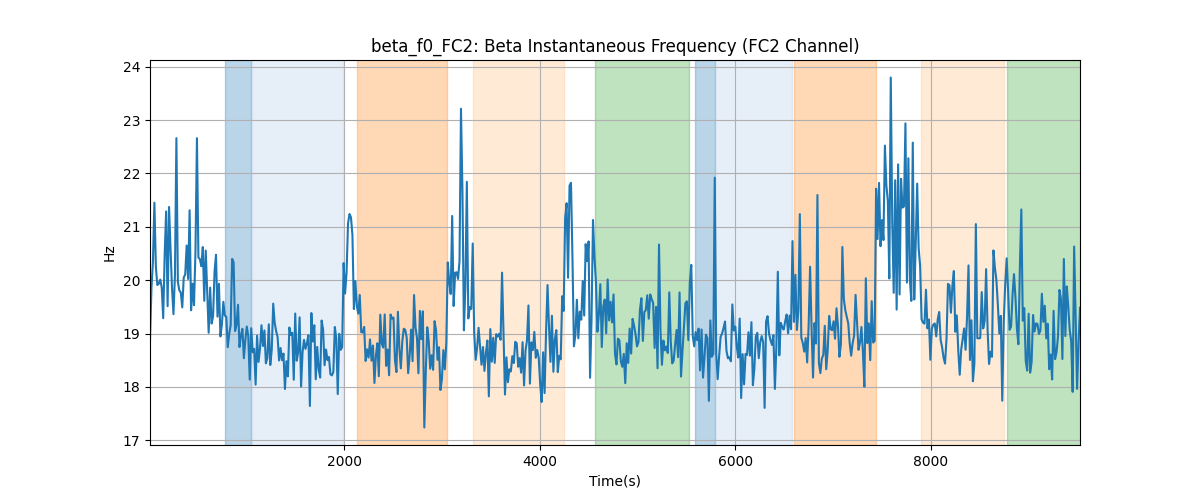 beta_f0_FC2: Beta Instantaneous Frequency (FC2 Channel)
24
23
22
21
20
19
18
17
Hz
2000 4000 6000 8000
Time(s)